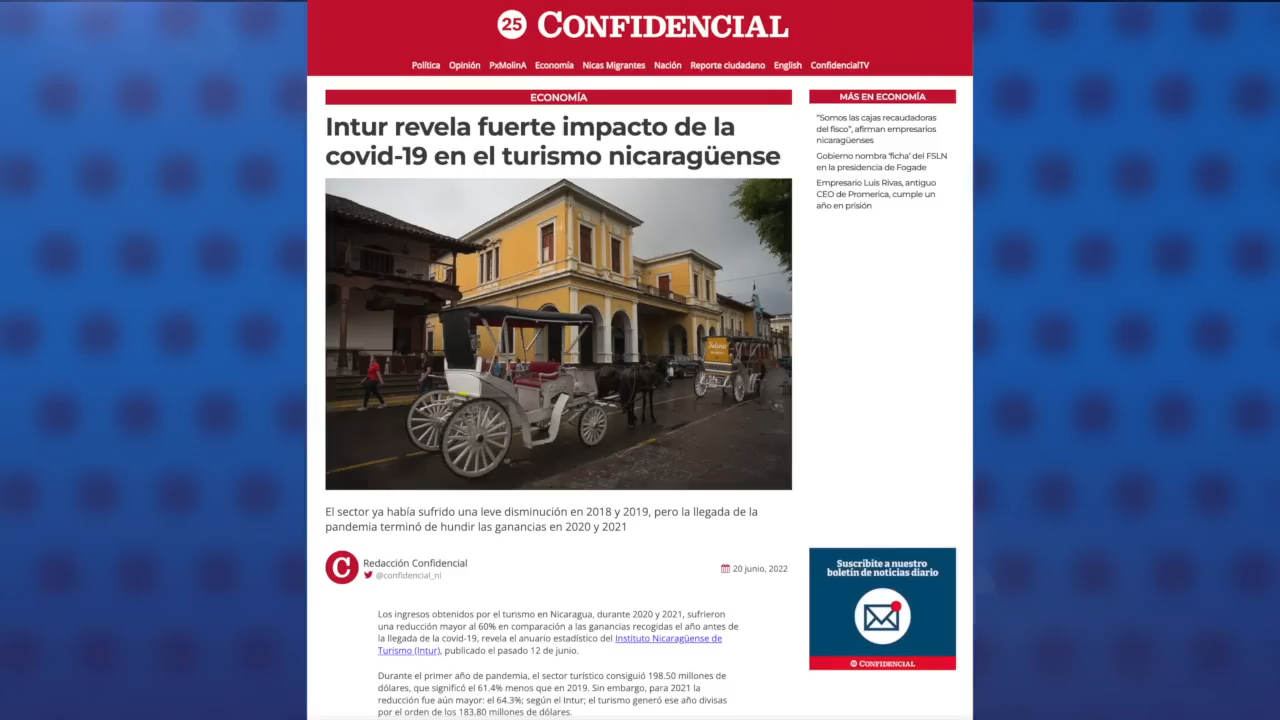 25 CONFIDENCIAL
Política Opinión PxMolinA Economía Nicas Migrantes Nación Reporte ciudadano English ConfidencialTV
ECONOMÍA
Intur revela fuerte impacto de la
covid-19 en el turismo nicaragüense
El sector ya había sufrido una leve disminución en 2018 y 2019, pero la llegada de la
pandemia terminó de hundir las ganancias en 2020 y 2021
C
Redacción Confidencial
@confidencial_ni
20 junio, 2022
Los ingresos obtenidos por el turismo en Nicaragua, durante 2020 y 2021, sufrieron
una reducción mayor al 60% en comparación a las ganancias recogidas el año antes de
la llegada de la covid-19, revela el anuario estadístico del Instituto Nicaragüense de
Turismo (Intur), publicado el pasado 12 de junio.
Durante el primer año de pandemia, el sector turístico consiguió 198.50 millones de
dólares, que significó el 61.4% menos que en 2019. Sin embargo, para 2021 la
reducción fue aún mayor: el 64.3%; según el Intur; el turismo generó ese año divisas
por el orden de los 183.80 millones de dólares.
MÁS EN ECONOMÍA
“Somos las cajas recaudadoras
del fisco”, afirman empresarios
nicaragüenses
Gobierno nombra ‘ficha’ del FSLN
en la presidencia de Fogade
Empresario Luis Rivas, antiguo
CEO de Promerica, cumple un
año en prisión
Suscribite a nuestro
boletín de noticias diario
CONFIDENCIAL